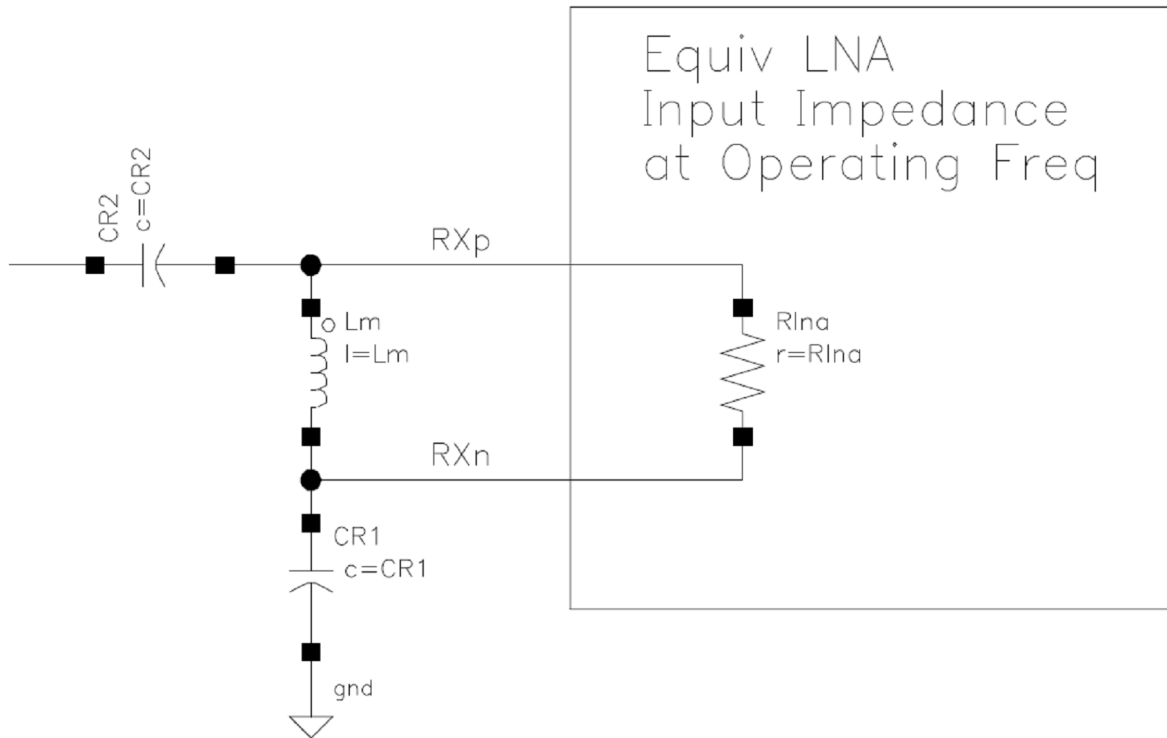 Equiv LNA
Input Impedance
at Operating Freq
CR2
c=CR2
RXp
Lm
l=Lm
Rlna
r=Rlna
RXn
CR1
c=CR1
gnd